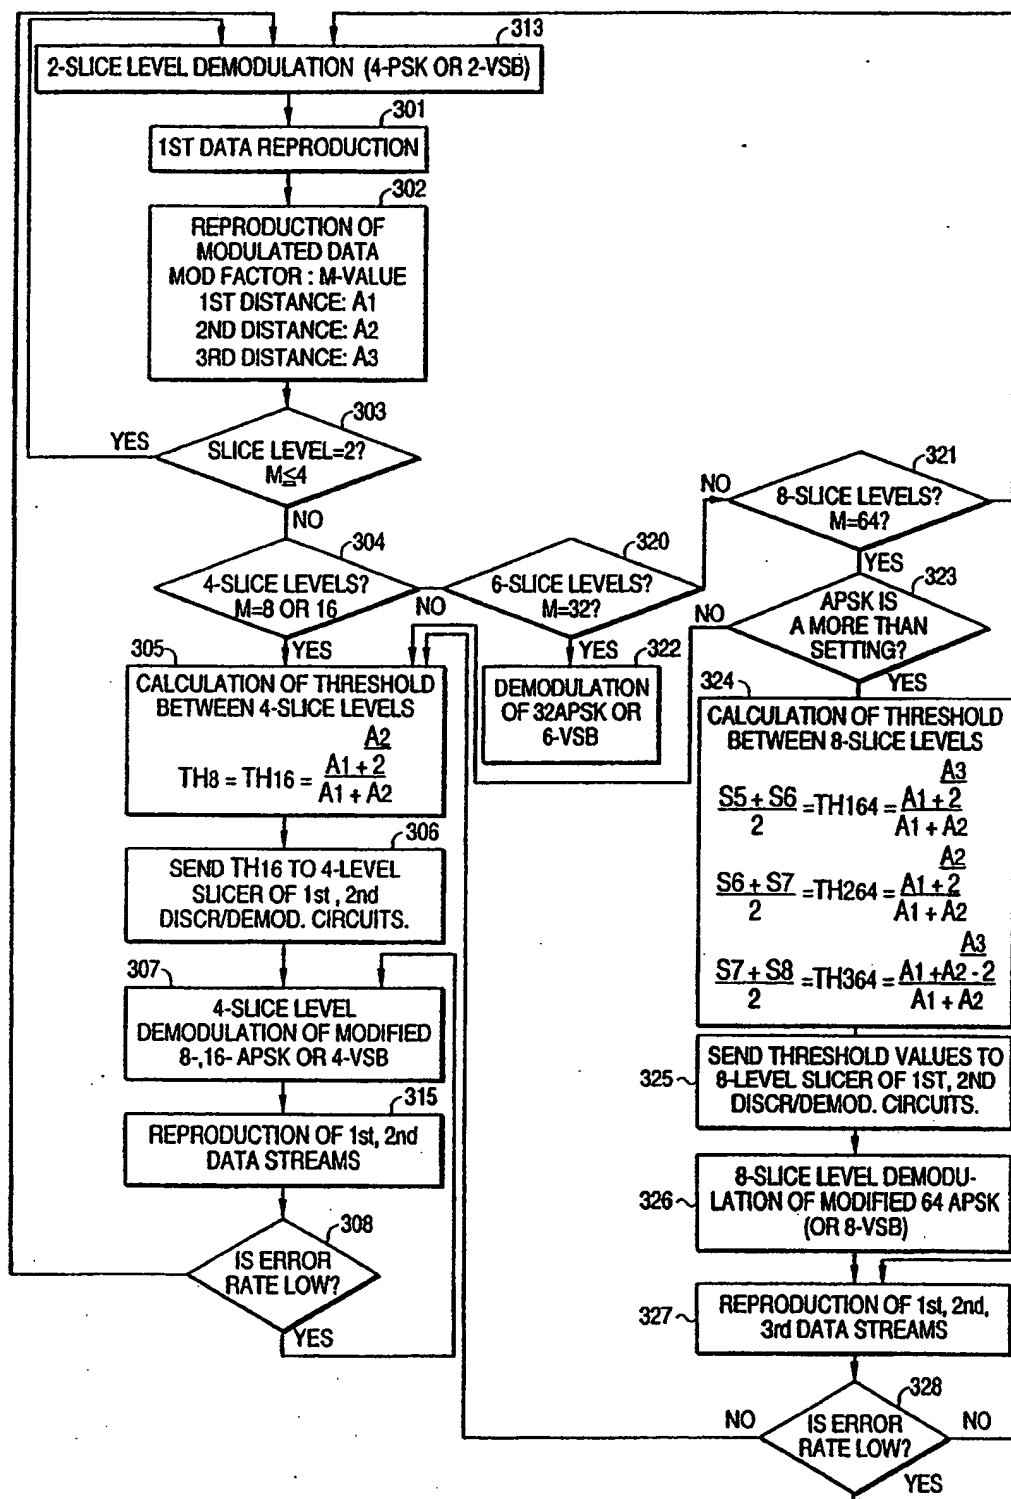 313
2-SLICE LEVEL DEMODULATION (4-PSK OR 2-VSB)
301
1ST DATA REPRODUCTION
302
REPRODUCTION OF
MODULATED DATA
MOD FACTOR : M-VALUE
1ST DISTANCE: A1
2ND DISTANCE: A2
3RD DISTANCE: A3
303
YES
SLICE LEVEL=2?
M≤4
NO
304
4-SLICE LEVELS?
M=8 OR 16
NO
YES
320
6-SLICE LEVELS?
M=32?
YES
NO
321
8-SLICE LEVELS?
M=64?
YES
323
NO
APSK IS
A MORE THAN
SETTING?
YES
305
CALCULATION OF THRESHOLD
BETWEEN 4-SLICE LEVELS
A2
TH8 = TH16 = A1 + 2
A1 + A2
322
DEMODULATION
OF 32APSK OR
6-VSB
324
CALCULATION OF THRESHOLD
BETWEEN 8-SLICE LEVELS
A3
S5 + S6 =TH164= A1 + 2
2 A1 + A2
A2
S6 + S7 =TH264= A1 + 2
2 A1 + A2
A3
S7 + S8 =TH364= A1 +A2 - 2
2 A1 + A2
306
SEND TH16 TO 4-LEVEL
SLICER OF 1st , 2nd
DISCR/DEMOD. CIRCUITS.
307
4-SLICE LEVEL
DEMODULATION OF MODIFIED
8-,16- APSK OR 4-VSB
315
REPRODUCTION OF 1st, 2nd
DATA STREAMS
308
IS ERROR
RATE LOW?
YES
325
SEND THRESHOLD VALUES TO
8-LEVEL SLICER OF 1ST, 2ND
DISCR/DEMOD. CIRCUITS.
326
8-SLICE LEVEL DEMODU-
LATION OF MODIFIED 64 APSK
(OR 8-VSB)
327
REPRODUCTION OF 1st, 2nd,
3rd DATA STREAMS
328
NO
IS ERROR
RATE LOW?
NO
YES